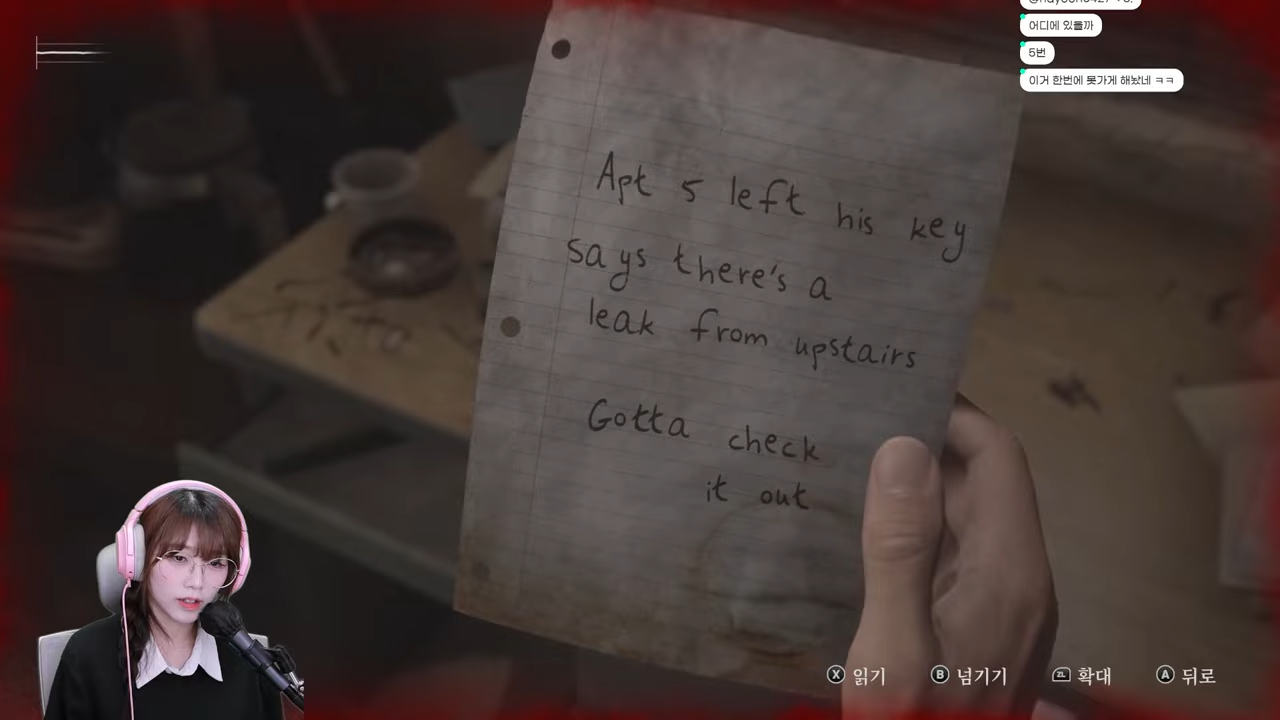 어디에 있을까
5번
이거 한번에 못가게 해놨네 ㅋㅋ
Apt 5 left his key
says there's a
leak from upstairs
Gotta check
it out
X 읽기
B 넘기기
ZL 확대
A 뒤로